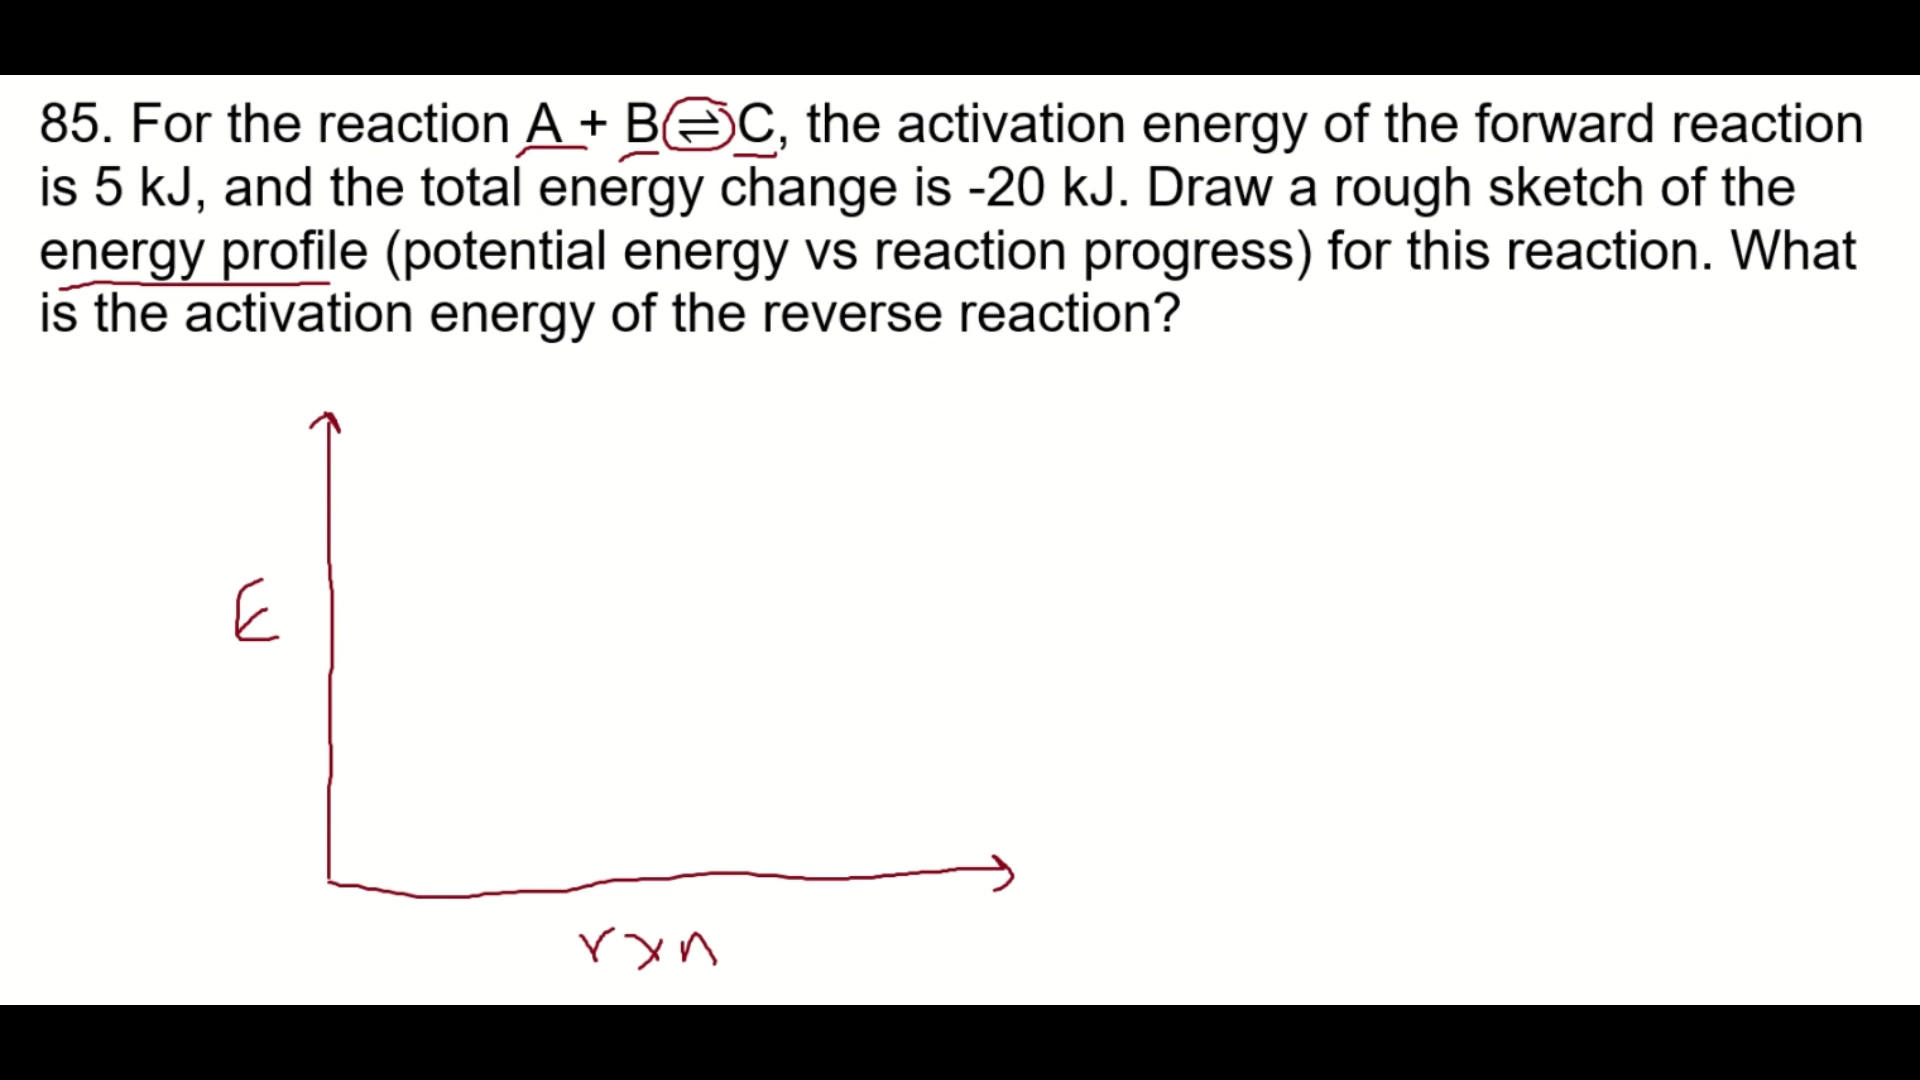 85. For the reaction A + B ⇌ C, the activation energy of the forward reaction
is 5 kJ, and the total energy change is -20 kJ. Draw a rough sketch of the
energy profile (potential energy vs reaction progress) for this reaction. What
is the activation energy of the reverse reaction?
E
rxn